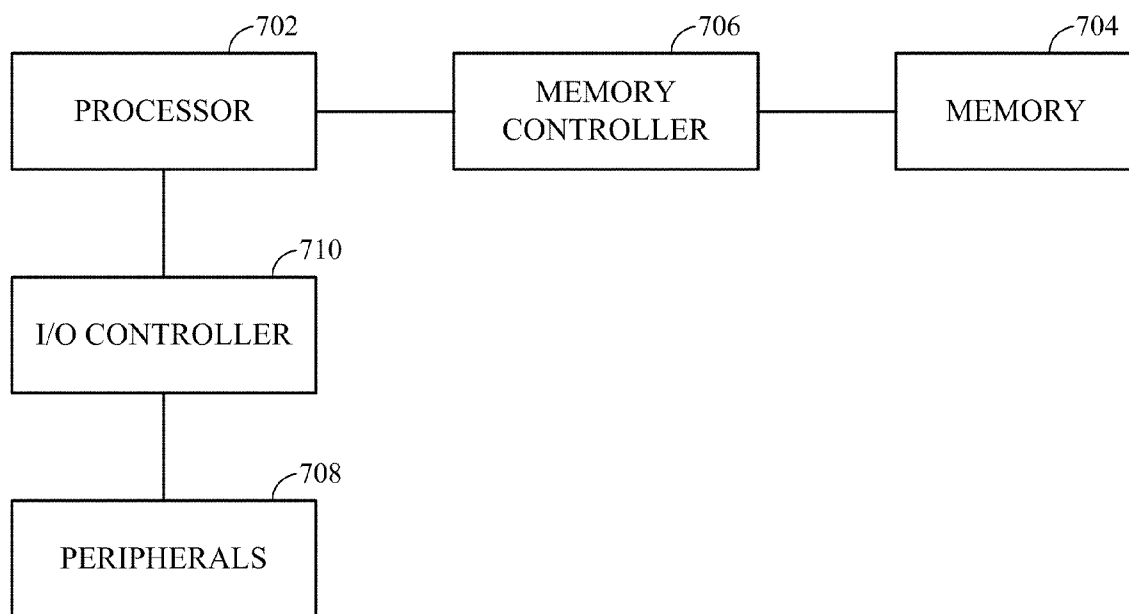 702
706
704
PROCESSOR
MEMORY
CONTROLLER
MEMORY
710
I/O CONTROLLER
708
PERIPHERALS